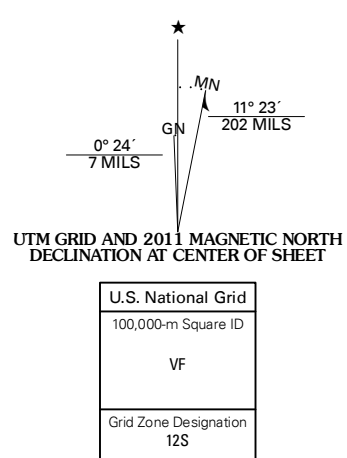 ★
MN
GN
11° 23´
202 MILS
0° 24´
7 MILS
UTM GRID AND 2011 MAGNETIC NORTH
DECLINATION AT CENTER OF SHEET
U.S. National Grid
100,000-m Square ID
VF
Grid Zone Designation
12S